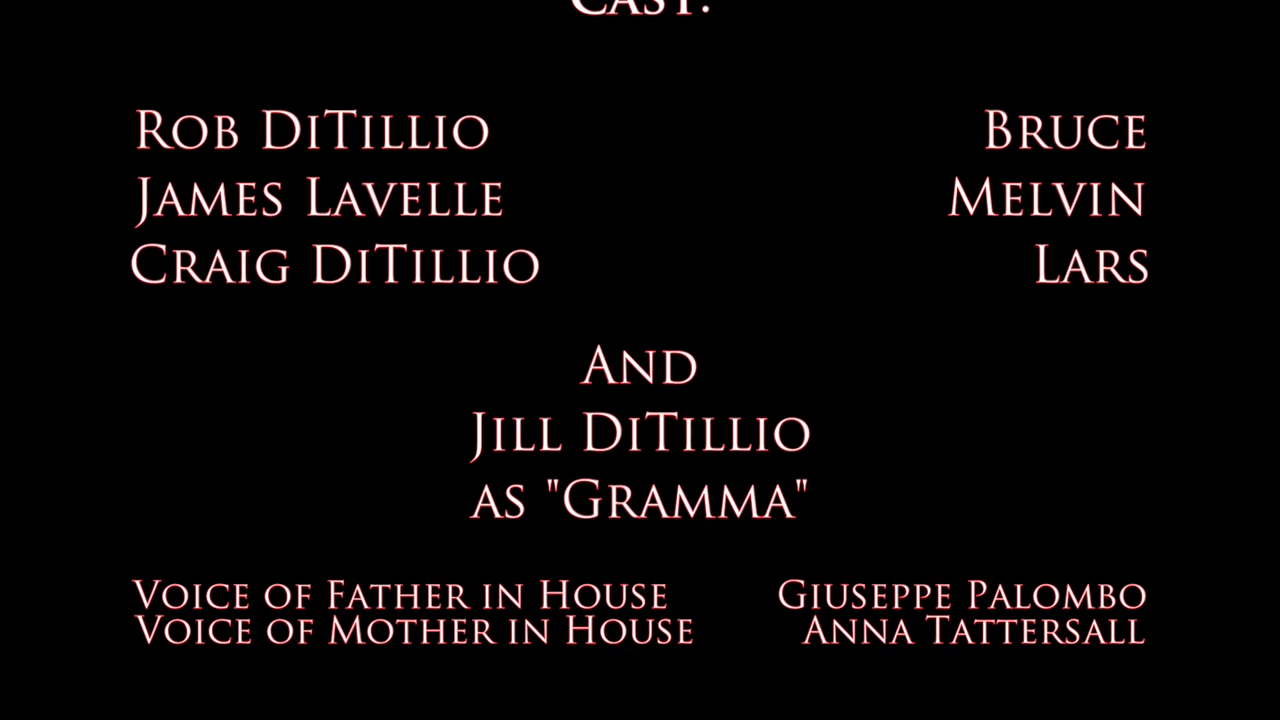 Cast:
Rob DiTillio Bruce
James Lavelle Melvin
Craig DiTillio Lars
And
Jill DiTillio
as "Gramma"
Voice of Father in House Giuseppe Palombo
Voice of Mother in House Anna Tattersall